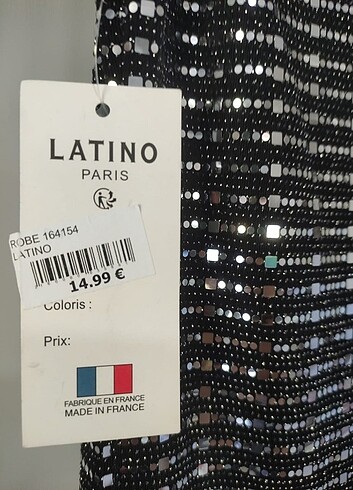 LATINO
PARIS
ROBE 164154
LATINO
14.99 €
Coloris :
Prix:
FABRIQUE EN FRANCE
MADE IN FRANCE